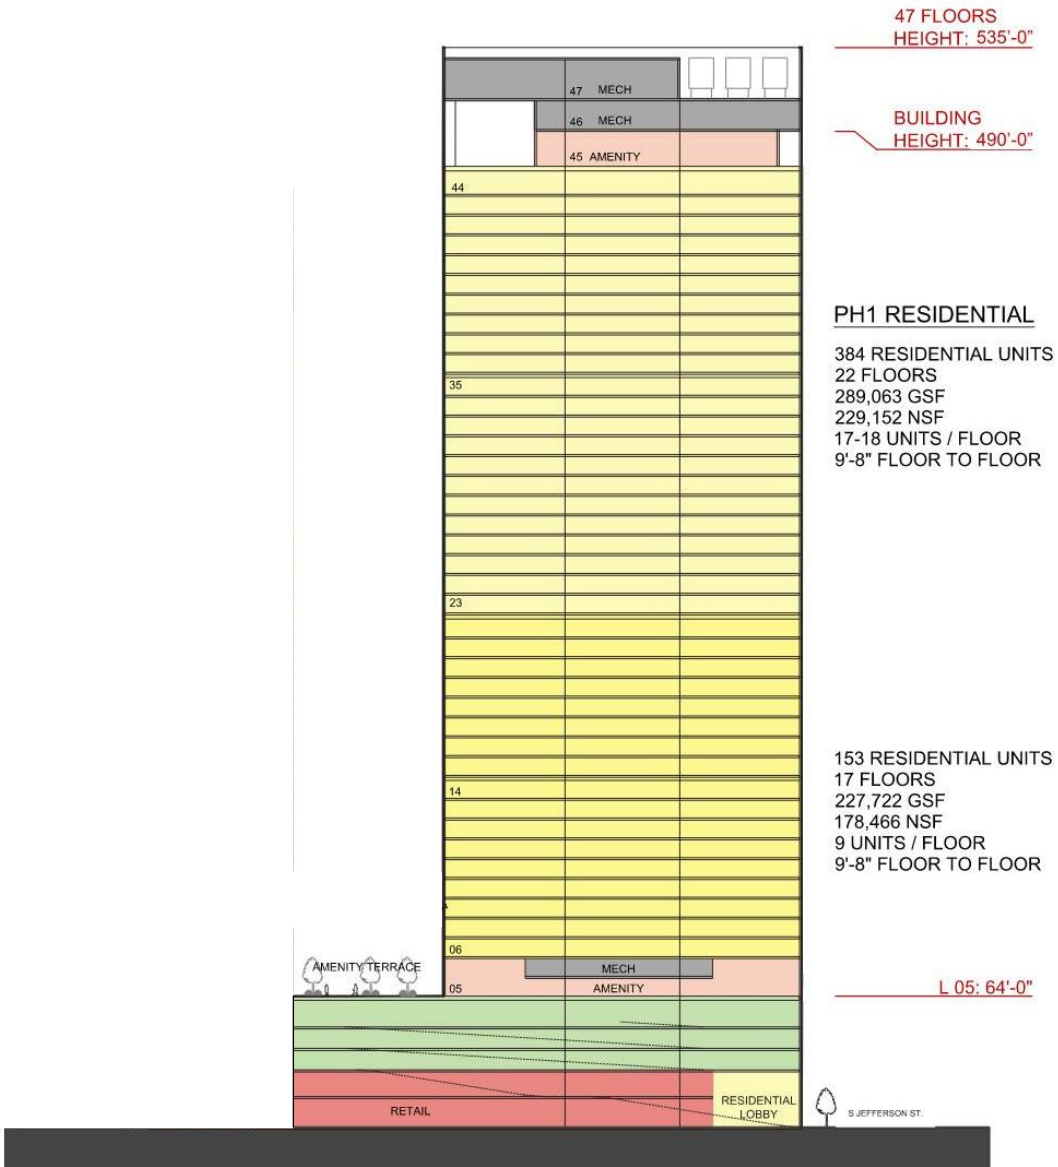 47 FLOORS
HEIGHT: 535'-0"
47 MECH
46 MECH
BUILDING
HEIGHT: 490'-0"
45 AMENITY
44
PH1 RESIDENTIAL
384 RESIDENTIAL UNITS
22 FLOORS
289,063 GSF
229,152 NSF
17-18 UNITS / FLOOR
9'-8" FLOOR TO FLOOR
35
23
153 RESIDENTIAL UNITS
17 FLOORS
227,722 GSF
178,466 NSF
9 UNITS / FLOOR
9'-8" FLOOR TO FLOOR
14
06
AMENITY TERRACE
MECH
05 AMENITY
L 05: 64'-0"
RETAIL
RESIDENTIAL
LOBBY
S JEFFERSON ST.